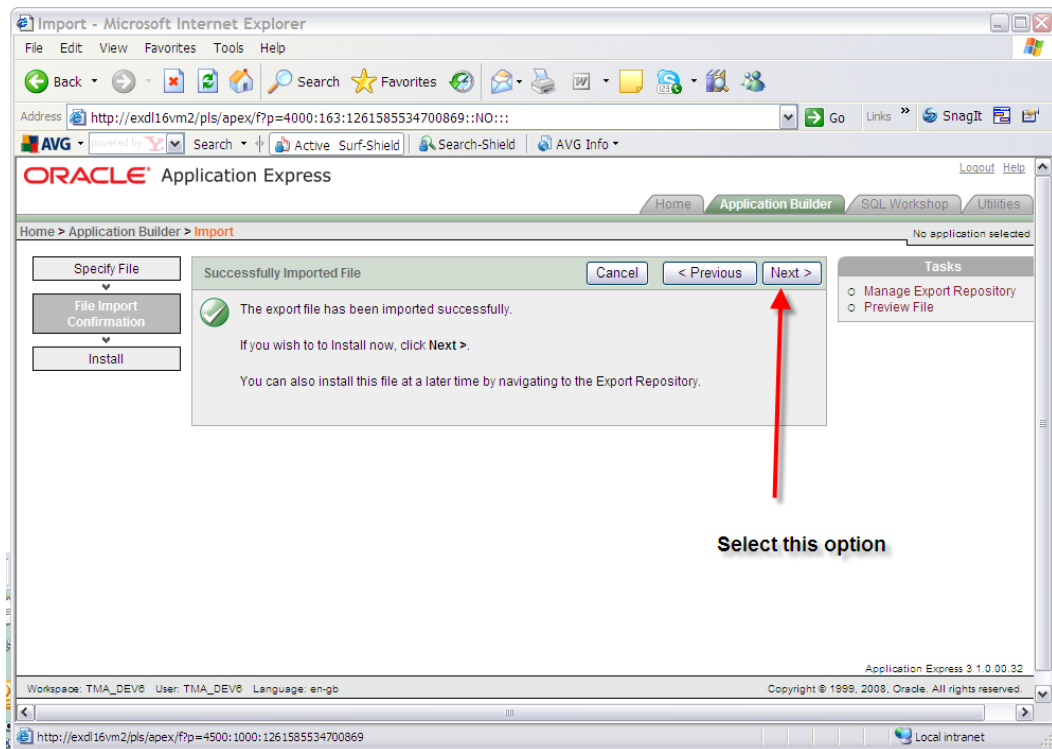 Import - Microsoft Internet Explorer
File Edit View Favorites Tools Help
Back Search Favorites
Address http://exdl16vm2/pls/apex/f?p=4000:163:1261585534700869::NO::: Go Links » SnagIt
AVG powered by Y! Search Active Surf-Shield Search-Shield AVG Info
Logout Help
ORACLE Application Express
Home Application Builder SQL Workshop Utilities
Home > Application Builder > Import
No application selected
Specify File
File Import
Confirmation
Install
Successfully Imported File Cancel < Previous Next >
The export file has been imported successfully.
If you wish to to Install now, click Next >.
You can also install this file at a later time by navigating to the Export Repository.
Tasks
Manage Export Repository
Preview File
Select this option
Application Express 3.1.0.00.32
Workspace: TMA_DEV6 User: TMA_DEV6 Language: en-gb Copyright © 1999, 2008, Oracle. All rights reserved.
http://exdl16vm2/pls/apex/f?p=4500:1000:1261585534700869 Local intranet